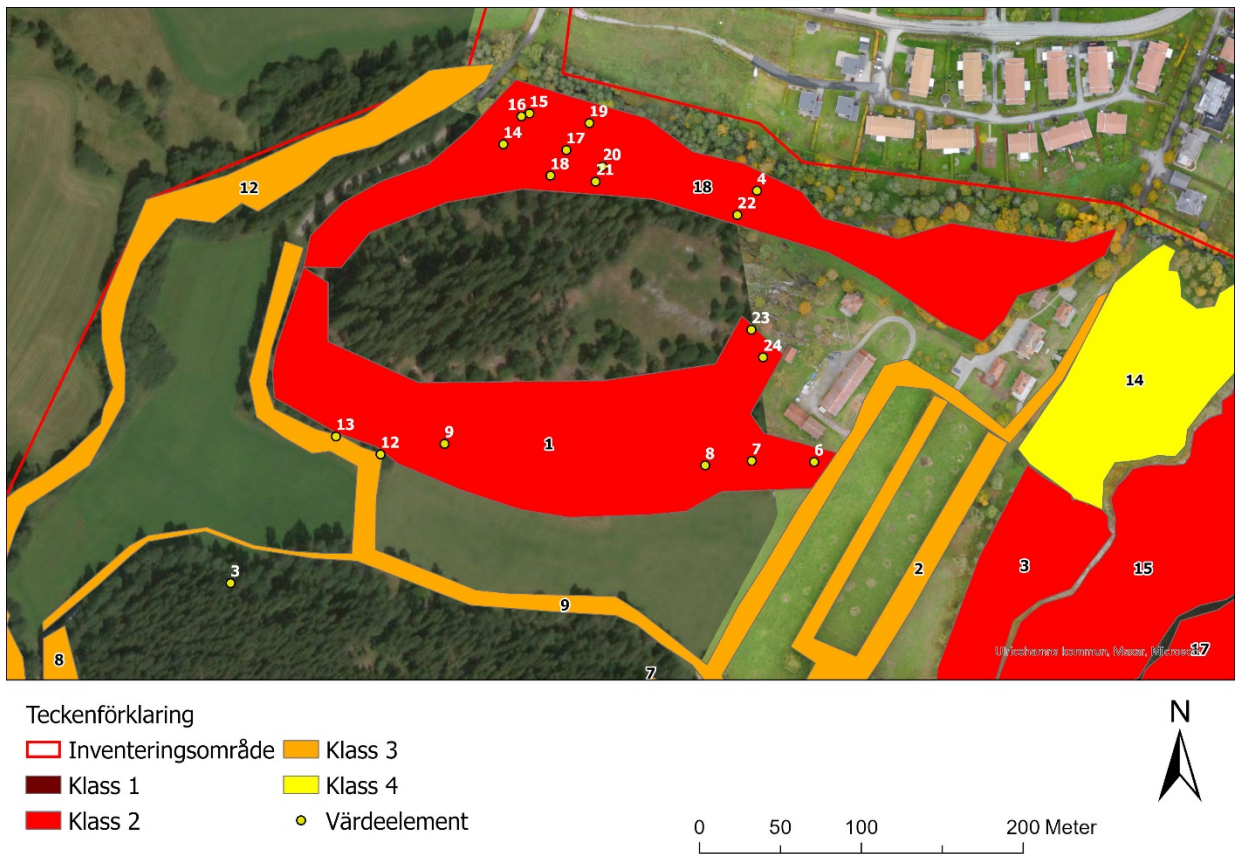 16 15
19
14
17
20
18
21
18
4
12
22
23
24
14
13
9
1
12
8
7
6
3
2
3
15
9
8
7
17
Ulricehamns kommun, Maxar, Microsoft
Teckenförklaring
Inventeringsområde
Klass 3
Klass 1
Klass 4
Klass 2
Värdeelement
N
0 50 100 200 Meter